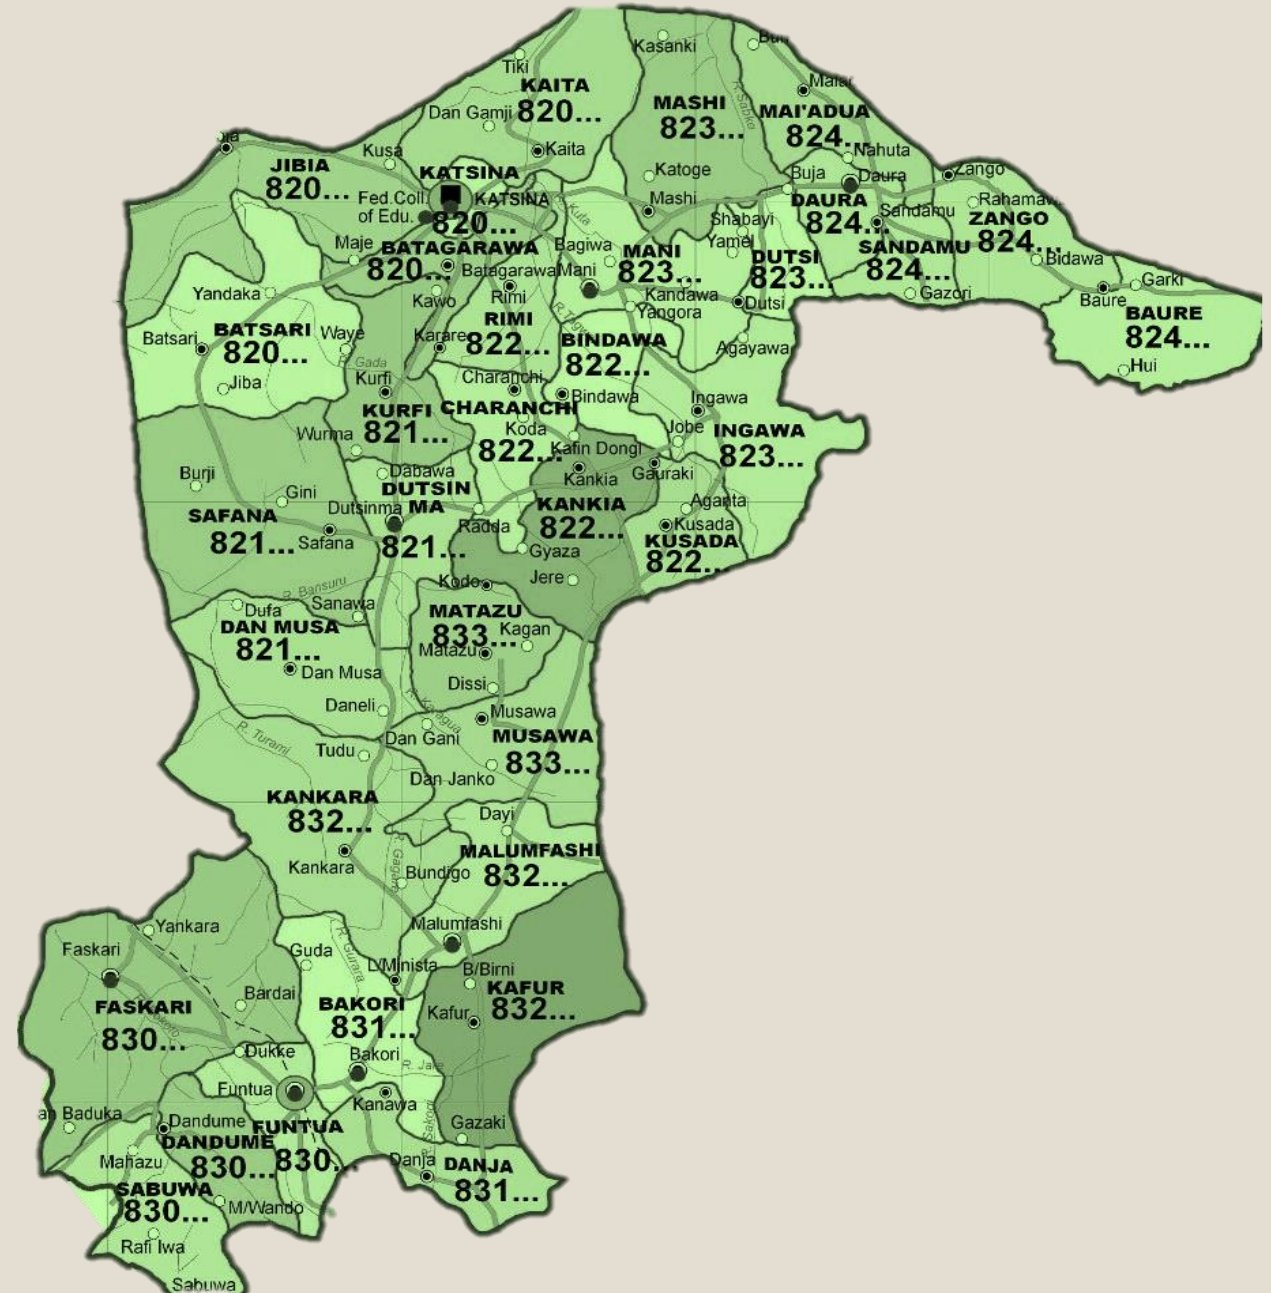 Kasanki
Tiki
KAITA
820...
MASHI
823...
Maiar
MAI'ADUA
824...
Dan Gamji
Kusa
Kaita
Nahuta
JIBIA
820...
KATSINA
Katoge
Buja
Daura
Zango
Fed.Coll.
of Edu.
KATSINA
820...
Mashi
R.Sabke
DAURA
824...
Sandamu
ZANGO
824...
Shabayi
Yamel
Maje
BATAGARAWA
820...
Bagiwa
R. Kuta
MANI
823...
DUTSI
823...
SANDAMU
824...
Bidawa
Batagarawa
Mani
Yandaka
Kawo
Rimi
Kandawa
Yangora
Dutsi
Gazori
Baure
Garki
BATSARI
820...
Batsari
Waye
Karare
RIMI
822...
BINDAWA
822...
Agayawa
BAURE
824...
Hui
Jiba
R. Gada
Kurfi
Charanchi
Bindawa
Ingawa
KURFI
821...
CHARANCHI
822...
Koda
Jobe
INGAWA
823...
Wurma
Kafin Dongi
Burji
Gini
Dabawa
Kankia
Gauraki
DUTSIN
MA
821...
Dutsinma
SAFANA
821...
Safana
Radda
KANKIA
822...
Aganta
Kusada
KUSADA
822...
Gyaza
Jere
R. Bansuru
Kodo
Dufa
Sanawa
DAN MUSA
821...
MATAZU
833...
Kagan
Matazu
Dan Musa
Dissi
Daneli
R. Karagua
Musawa
R. Turami
Dan Gani
MUSAWA
833...
Tudu
Dan Janko
KANKARA
832...
Dayi
MALUMFASHI
832...
Kankara
Bundigo
Yankara
Malumfashi
Faskari
Guda
R. Gurara
L/Minista
B/Birni
KAFUR
832...
Bardai
FASKARI
830...
BAKORI
831...
Kafur
Dukke
Bakori
Funtua
Kanawa
Baduka
Dandume
FUNTUA
830...
Gazaki
DANDUME
830...
Mahazu
Danja
DANJA
831...
SABUWA
830...
M/Wando
Rafi Iwa
Sabuwa